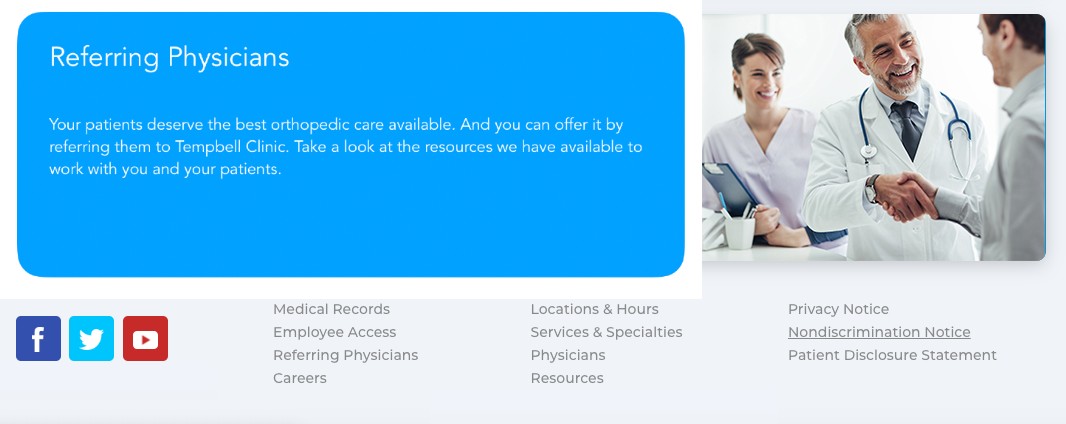 Referring Physicians
Your patients deserve the best orthopedic care available. And you can offer it by
referring them to Tempbell Clinic. Take a look at the resources we have available to
work with you and your patients.
Medical Records
Employee Access
Referring Physicians
Careers
Locations & Hours
Services & Specialties
Physicians
Resources
Privacy Notice
Nondiscrimination Notice
Patient Disclosure Statement